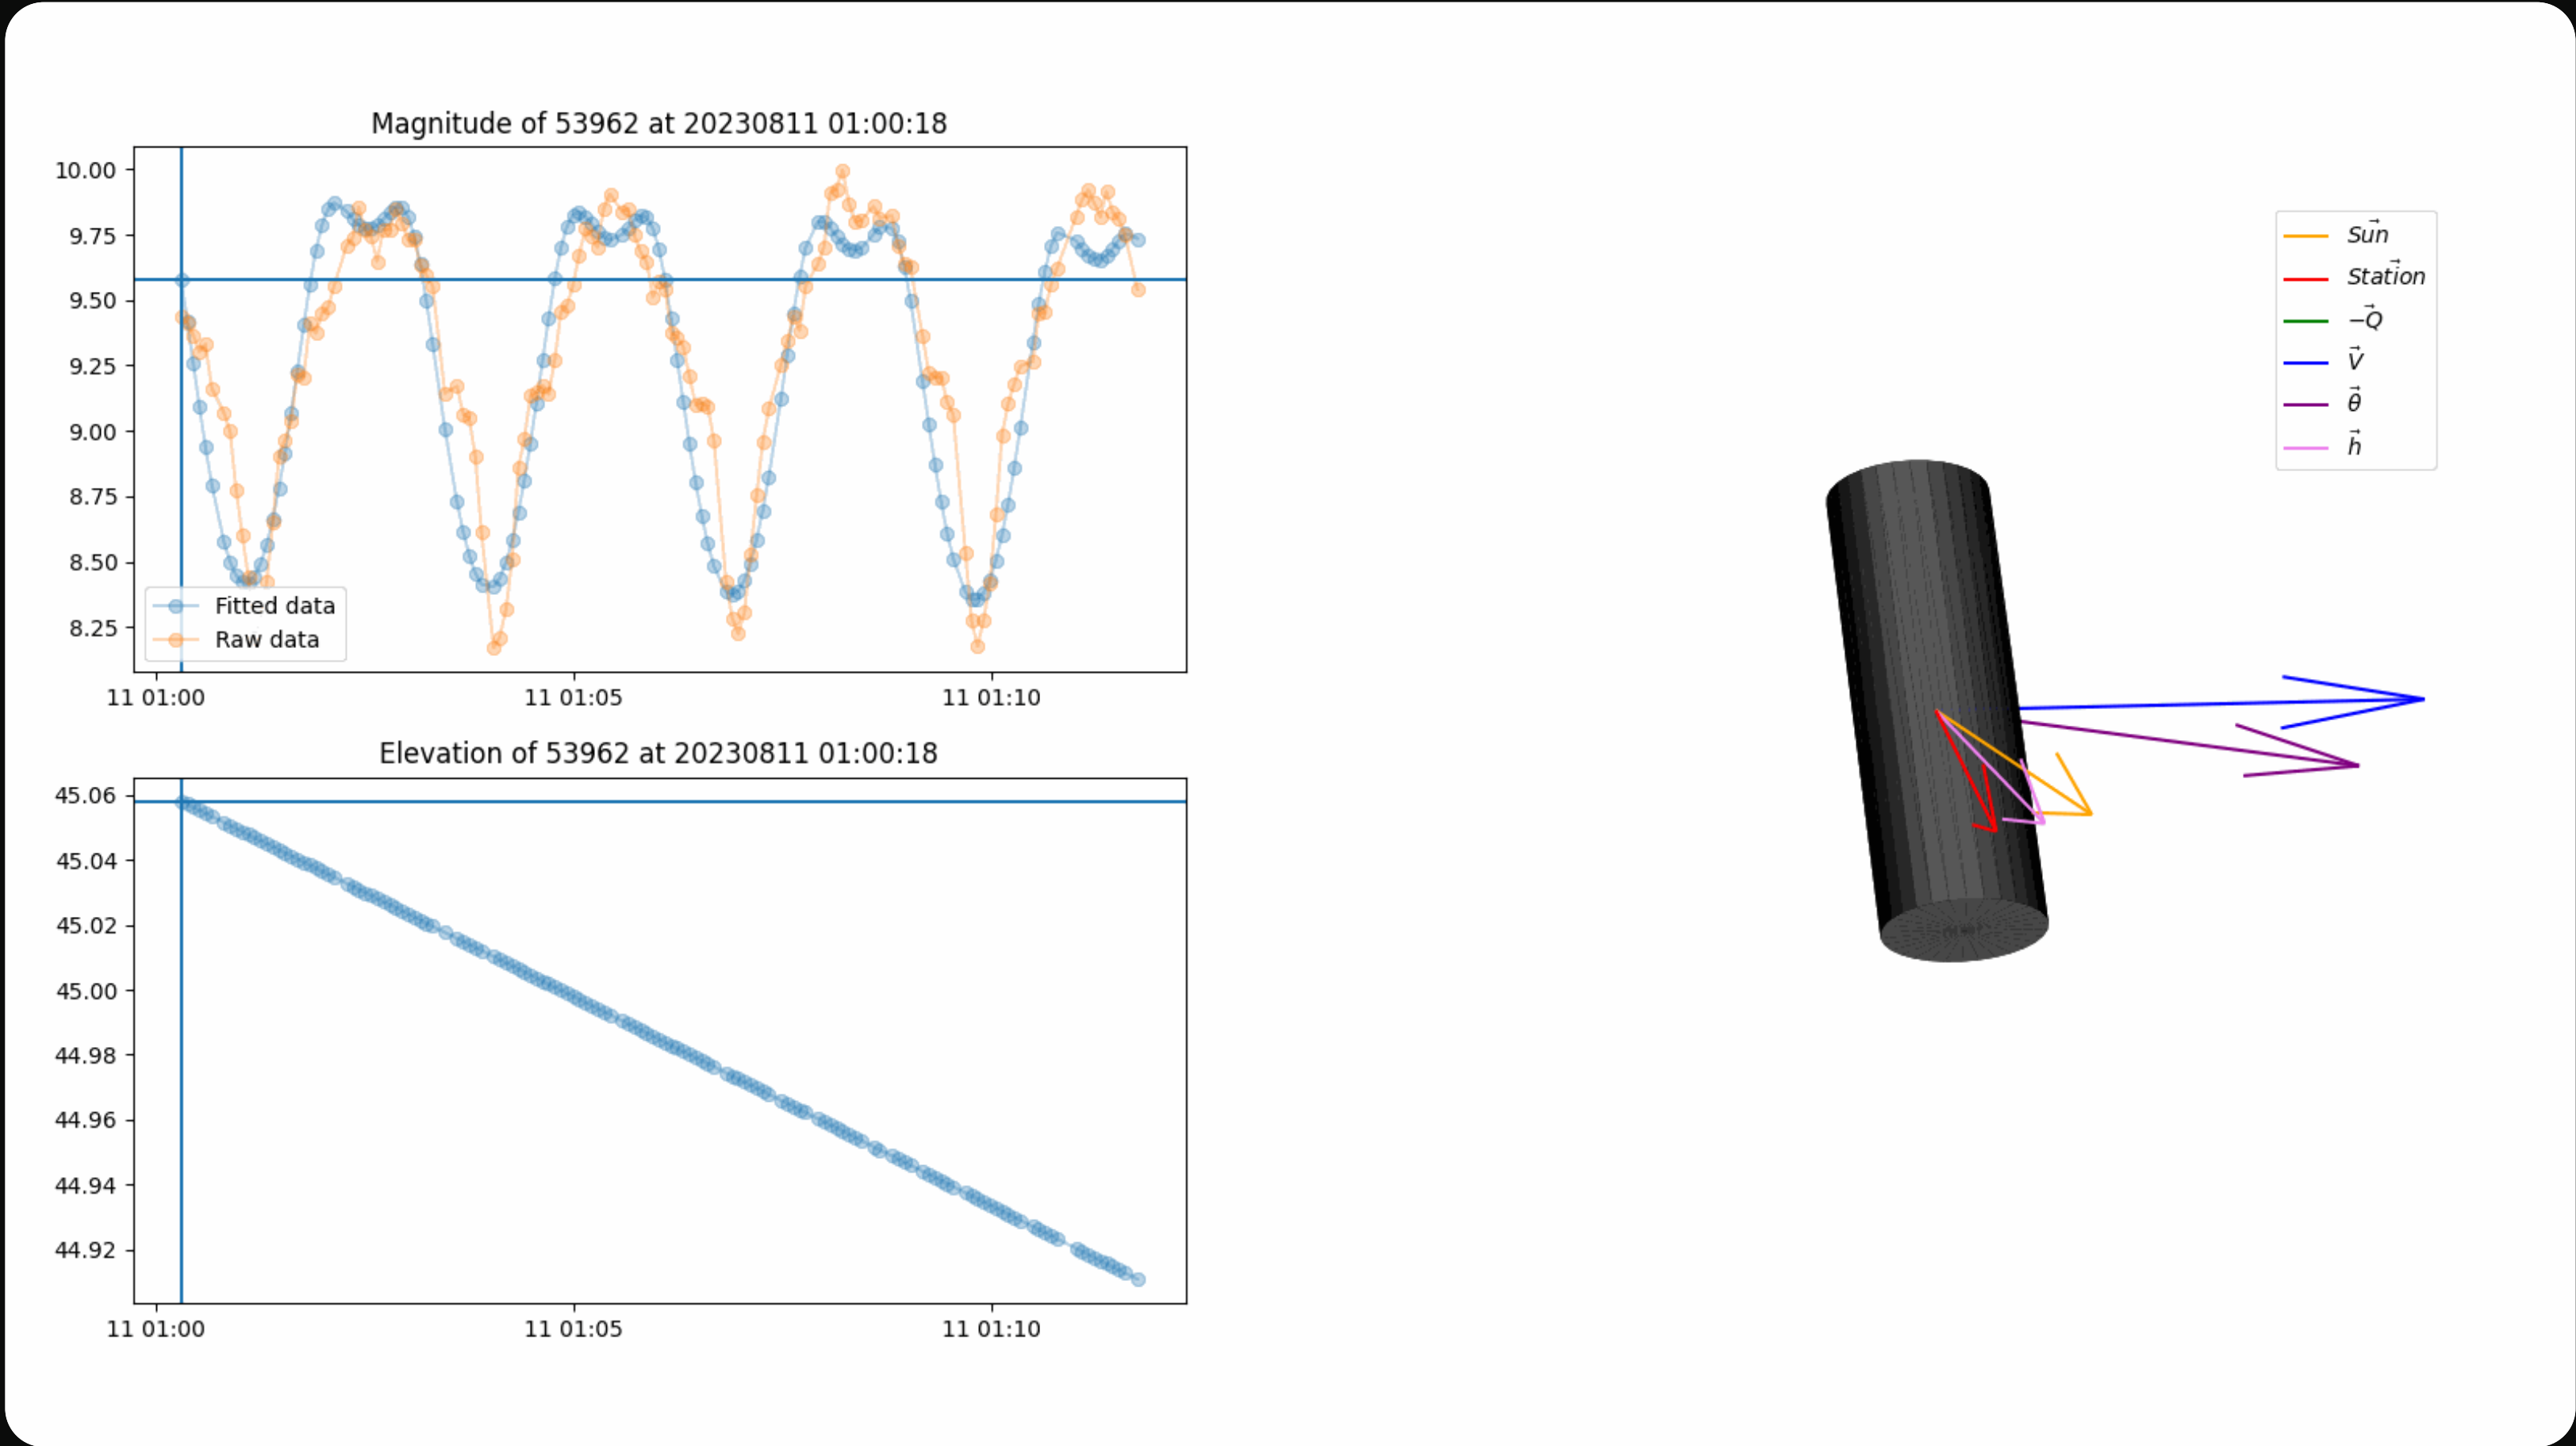 Magnitude of 53962 at 20230811 01:00:18
10.00
9.75
9.50
9.25
9.00
8.75
8.50
8.25
Fitted data
Raw data
11 01:00
11 01:05
11 01:10
Elevation of 53962 at 20230811 01:00:18
45.06
45.04
45.02
45.00
44.98
44.96
44.94
44.92
11 01:00
11 01:05
11 01:10
Sun⃗
Station⃗
−Q⃗
V⃗
θ⃗
h⃗